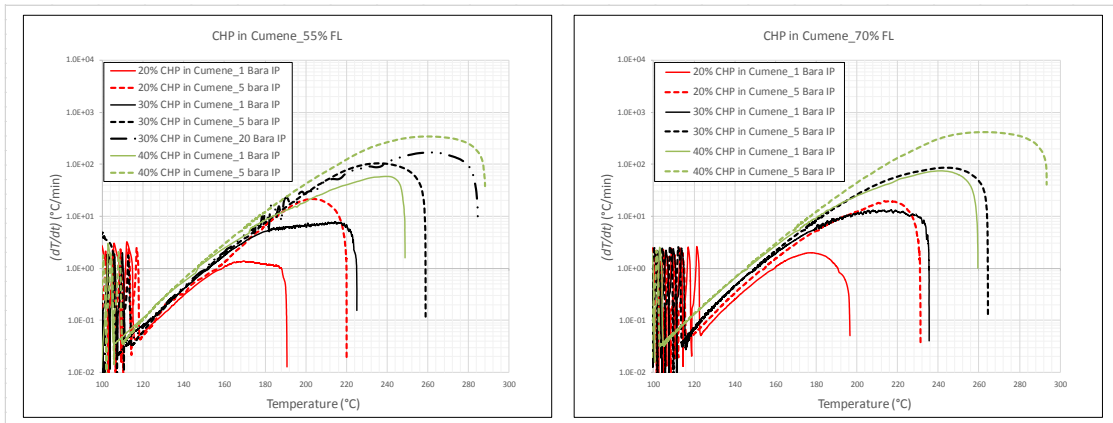 CHP in Cumene_55% FL
1.0E+04
1.0E+03
1.0E+02
1.0E+01
1.0E+00
1.0E-01
1.0E-02
(dT/dt) (°C/min)
20% CHP in Cumene_1 Bara IP
20% CHP in Cumene_5 bara IP
30% CHP in Cumene_1 Bara IP
30% CHP in Cumene_5 bara IP
30% CHP in Cumene_20 Bara IP
40% CHP in Cumene_1 Bara IP
40% CHP in Cumene_5 bara IP
100 120 140 160 180 200 220 240 260 280 300
Temperature (°C)
CHP in Cumene_70% FL
1.0E+04
1.0E+03
1.0E+02
1.0E+01
1.0E+00
1.0E-01
1.0E-02
(dT/dt) (°C/min)
20% CHP in Cumene_1 Bara IP
20% CHP in Cumene_5 Bara IP
30% CHP in Cumene_1 Bara IP
30% CHP in Cumene_5 Bara IP
40% CHP in Cumene_1 Bara IP
40% CHP in Cumene_5 Bara IP
100 120 140 160 180 200 220 240 260 280 300
Temperature (°C)